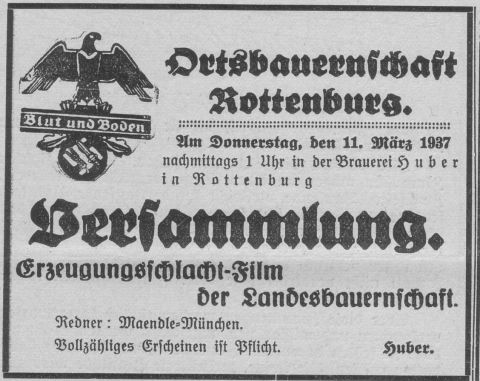 Ortsbauernschaft
Rottenburg.
Blut und Boden
Am Donnerstag, den 11. März 1937
nachmittags 1 Uhr in der Brauerei Huber
in Rottenburg
Versammlung.
Erzeugungsschlacht-Film
der Landesbauernschaft.
Redner: Maendle-München.
Vollzähliges Erscheinen ist Pflicht. Huber.